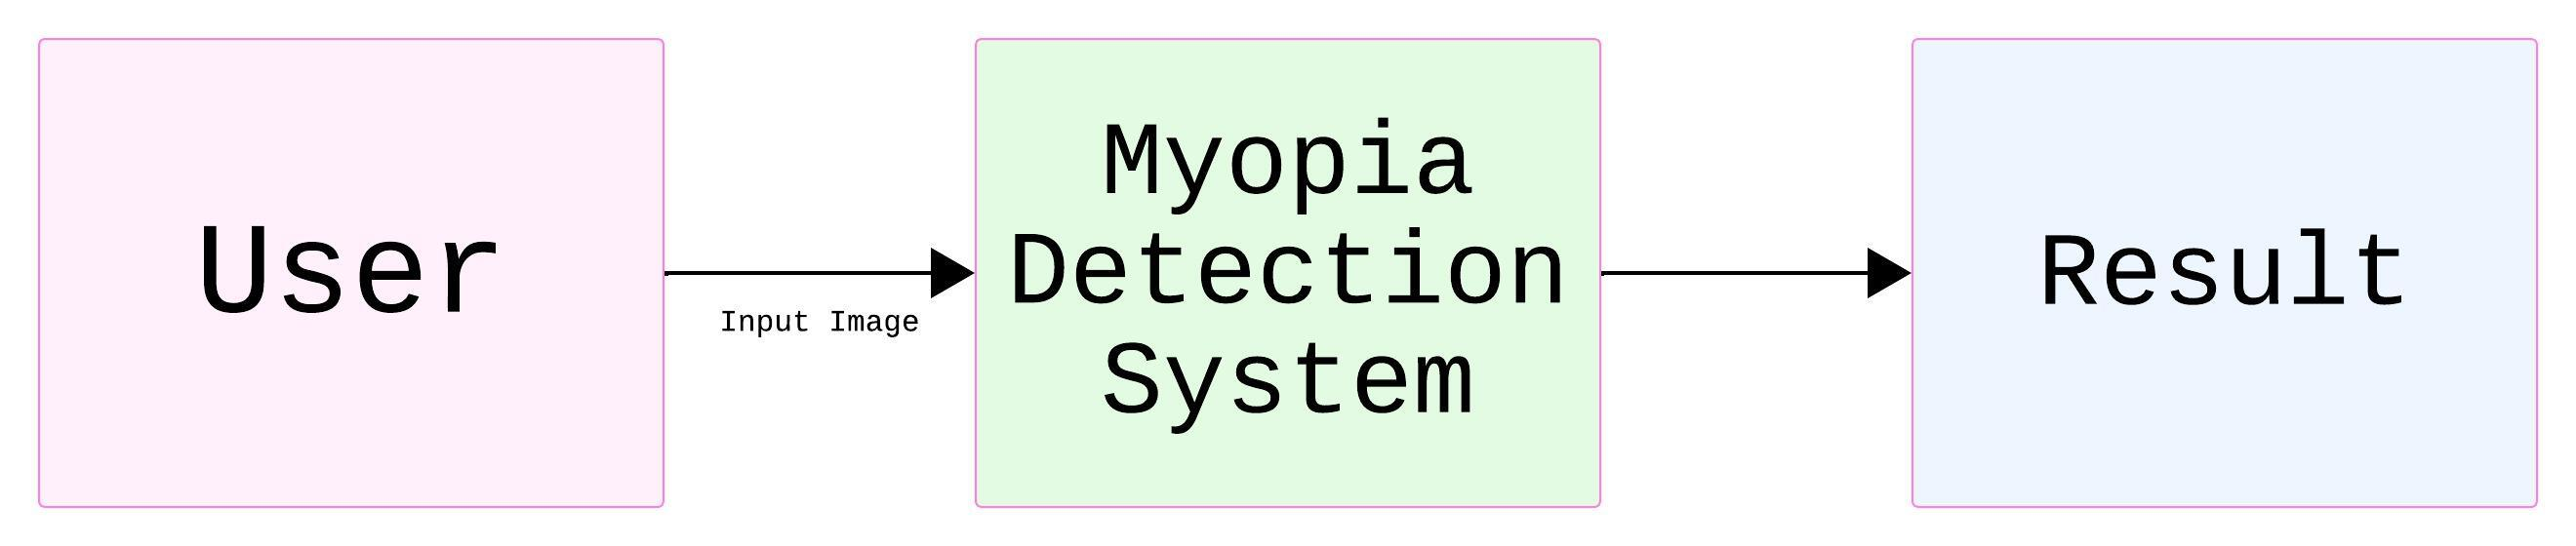 User
Input Image
Myopia
Detection
System
Result